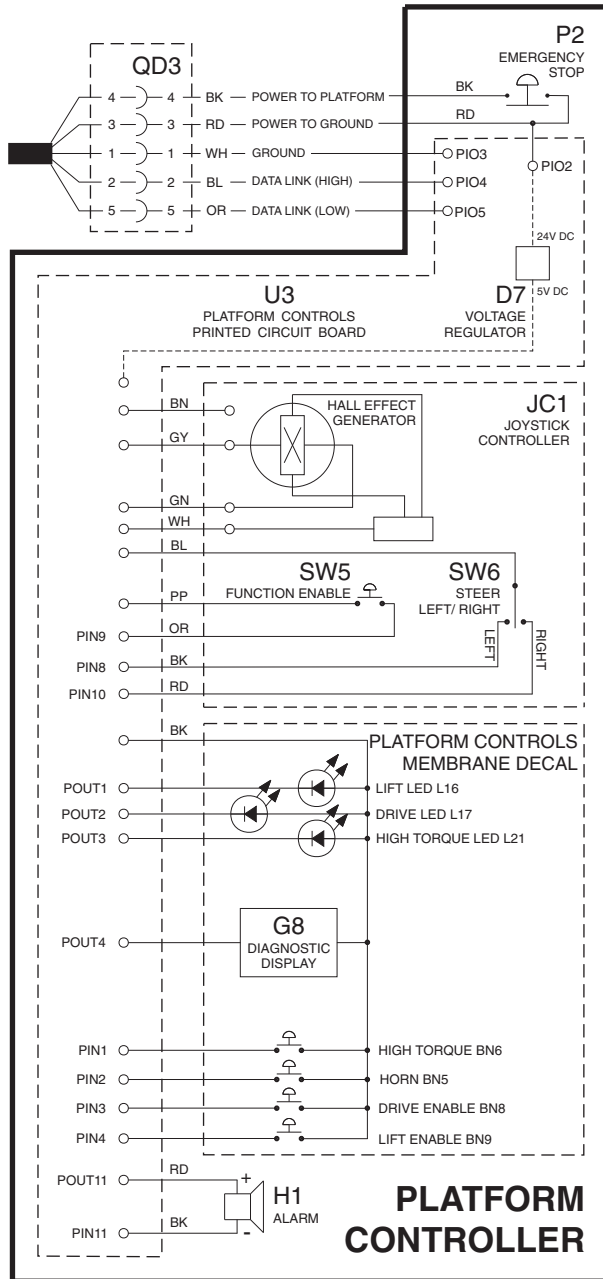 P2
EMERGENCY
STOP
QD3
4 4 BK POWER TO PLATFORM BK
3 3 RD POWER TO GROUND RD
1 1 WH GROUND PIO3
2 2 BL DATA LINK (HIGH) PIO4
5 5 OR DATA LINK (LOW) PIO5
PIO2
24V DC
5V DC
U3
PLATFORM CONTROLS
PRINTED CIRCUIT BOARD
D7
VOLTAGE
REGULATOR
JC1
JOYSTICK
CONTROLLER
HALL EFFECT
GENERATOR
BN
GY
GN
WH
BL
SW5
FUNCTION ENABLE
SW6
STEER
LEFT/ RIGHT
LEFT
RIGHT
PP
PIN9 OR
PIN8 BK
PIN10 RD
BK
PLATFORM CONTROLS
MEMBRANE DECAL
POUT1 LIFT LED L16
POUT2 DRIVE LED L17
POUT3 HIGH TORQUE LED L21
POUT4
G8
DIAGNOSTIC
DISPLAY
PIN1 HIGH TORQUE BN6
PIN2 HORN BN5
PIN3 DRIVE ENABLE BN8
PIN4 LIFT ENABLE BN9
POUT11 RD
+
H1
ALARM
-
PIN11 BK
PLATFORM
CONTROLLER